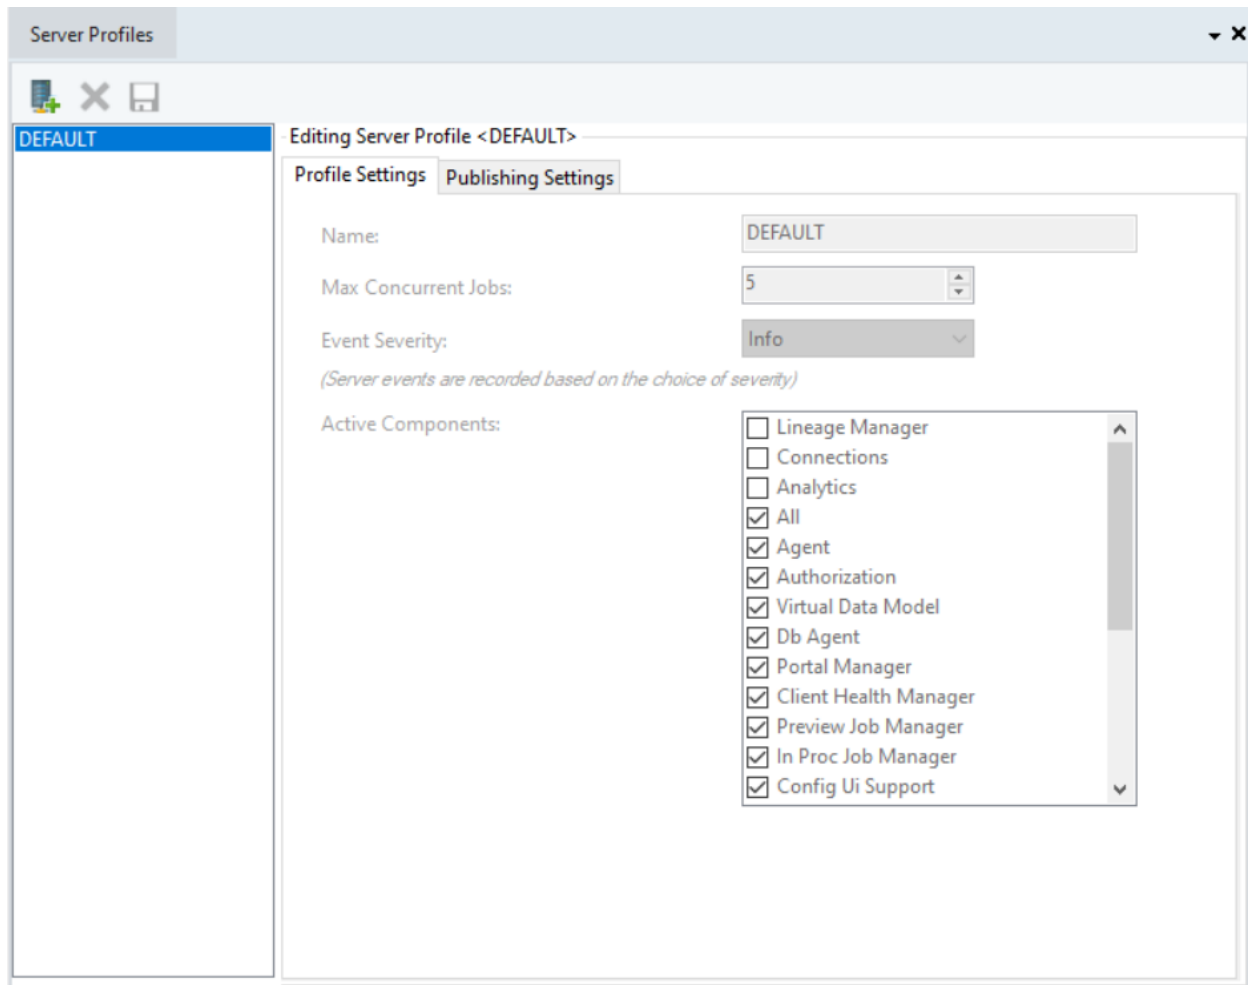 Server Profiles
DEFAULT
Editing Server Profile <DEFAULT>
Profile Settings
Publishing Settings
Name:
DEFAULT
Max Concurrent Jobs:
5
Event Severity:
Info
(Server events are recorded based on the choice of severity)
Active Components:
Lineage Manager
Connections
Analytics
All
Agent
Authorization
Virtual Data Model
Db Agent
Portal Manager
Client Health Manager
Preview Job Manager
In Proc Job Manager
Config Ui Support